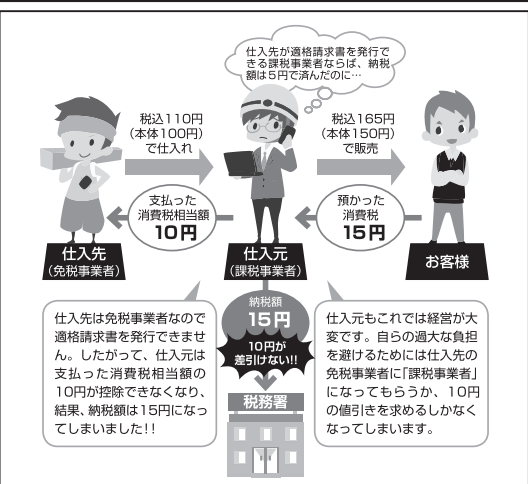 仕入先が適格請求書を発行で
きる課税事業者ならば、納税
額は5円で済んだのに…
税込110円
（本体100円）
で仕入れ
税込165円
（本体150円）
で販売
支払った
消費税相当額
10円
預かった
消費税
15円
仕入先
（免税事業者）
仕入元
（課税事業者）
お客様
納税額
15円
10円が
差引けない!!
税務署
仕入先は免税事業者なので
適格請求書を発行できませ
ん。したがって、仕入元は
支払った消費税相当額の
10円が控除できなくなり、
結果、納税額は15円になっ
てしまいました!!
仕入元もこれでは経営が大
変です。自らの過大な負担
を避けるためには仕入先の
免税事業者に「課税事業者」
になってもらうか、10円
の値引きを求めるしかなく
なってしまいます。